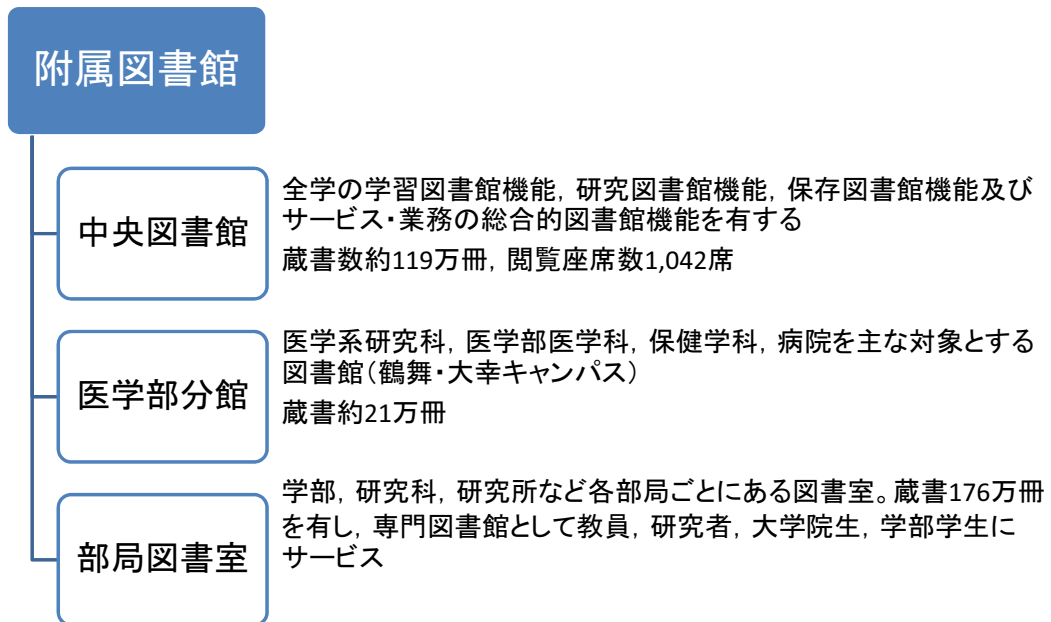 附属図書館
中央図書館
全学の学習図書館機能，研究図書館機能，保存図書館機能及び
サービス・業務の総合的図書館機能を有する
蔵書数約119万冊，閲覧座席数1,042席
医学部分館
医学系研究科，医学部医学科，保健学科，病院を主な対象とする
図書館（鶴舞・大幸キャンパス）
蔵書約21万冊
部局図書室
学部，研究科，研究所など各部局ごとにある図書室。蔵書176万冊
を有し，専門図書館として教員，研究者，大学院生，学部学生に
サービス